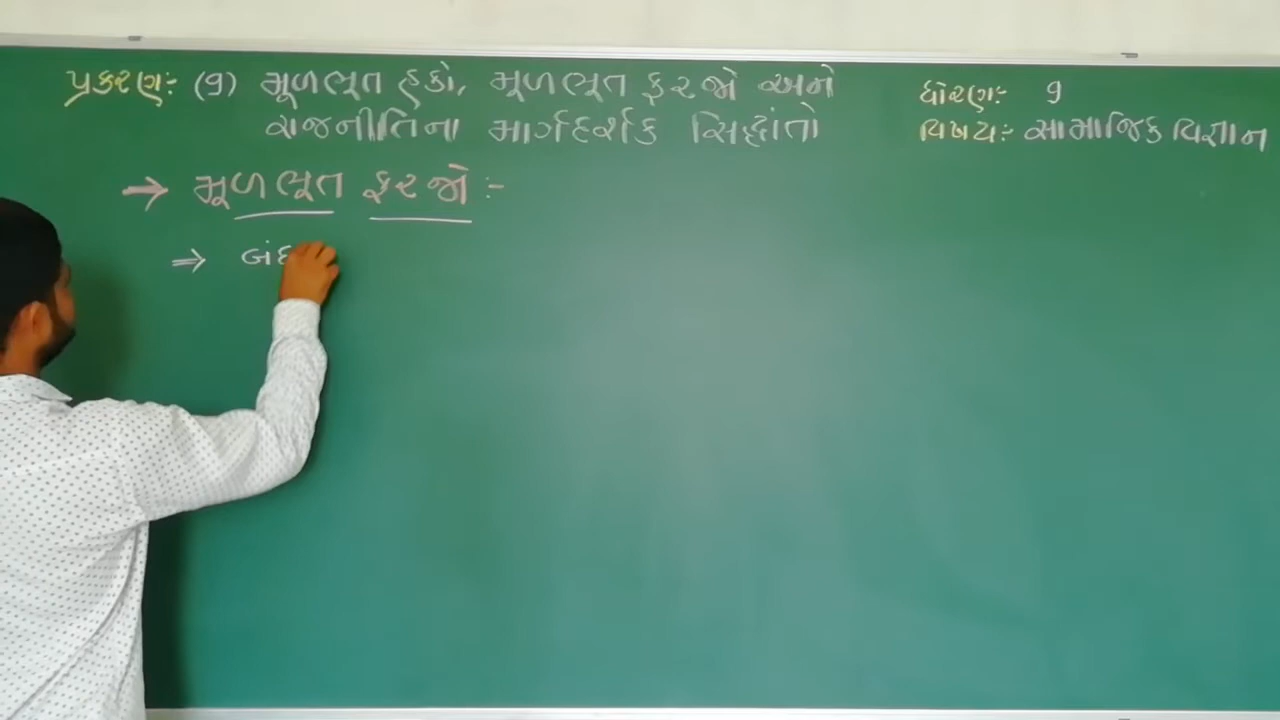 પ્રકરણઃ (9) મૂળભૂત હકો, મૂળભૂત ફરજો અને
રાજનીતિના માર્ગદર્શક સિદ્ધાંતો
ધોરણઃ 9
વિષયઃ સામાજિક વિજ્ઞાન
→ મૂળભૂત ફરજો :-
⇒